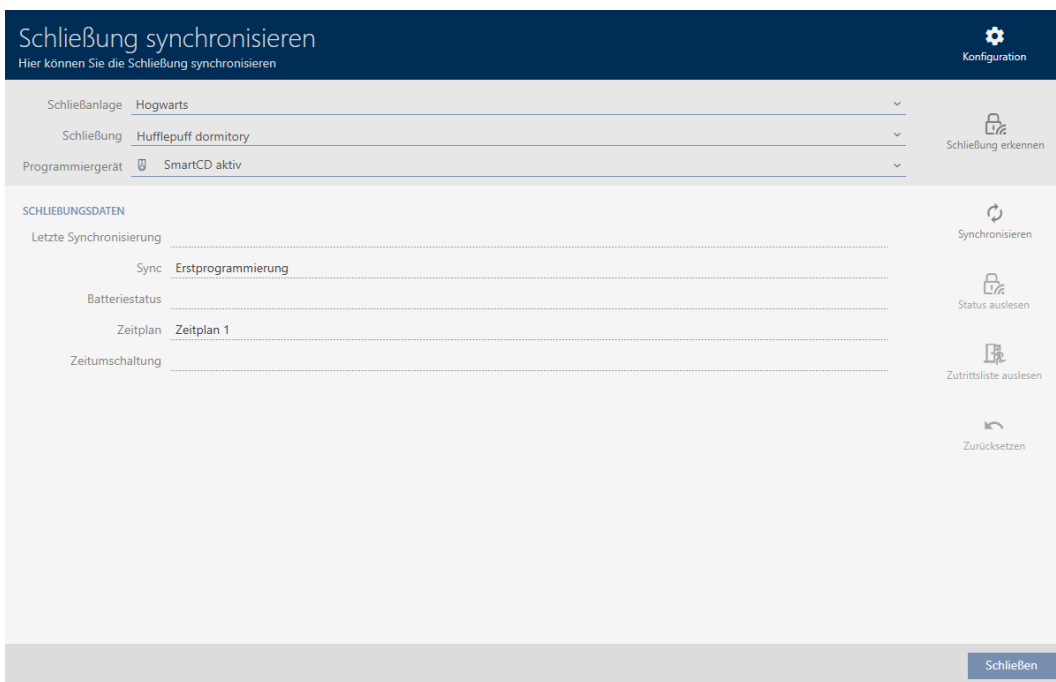 Schließung synchronisieren
Hier können Sie die Schließung synchronisieren
Konfiguration
Schließanlage Hogwarts
Schließung Hufflepuff dormitory
Programmiergerät SmartCD aktiv
Schließung erkennen
SCHLIEßUNGSDATEN
Letzte Synchronisierung
Sync Erstprogrammierung
Batteriestatus
Zeitplan Zeitplan 1
Zeitumschaltung
Synchronisieren
Status auslesen
Zutrittsliste auslesen
Zurücksetzen
Schließen